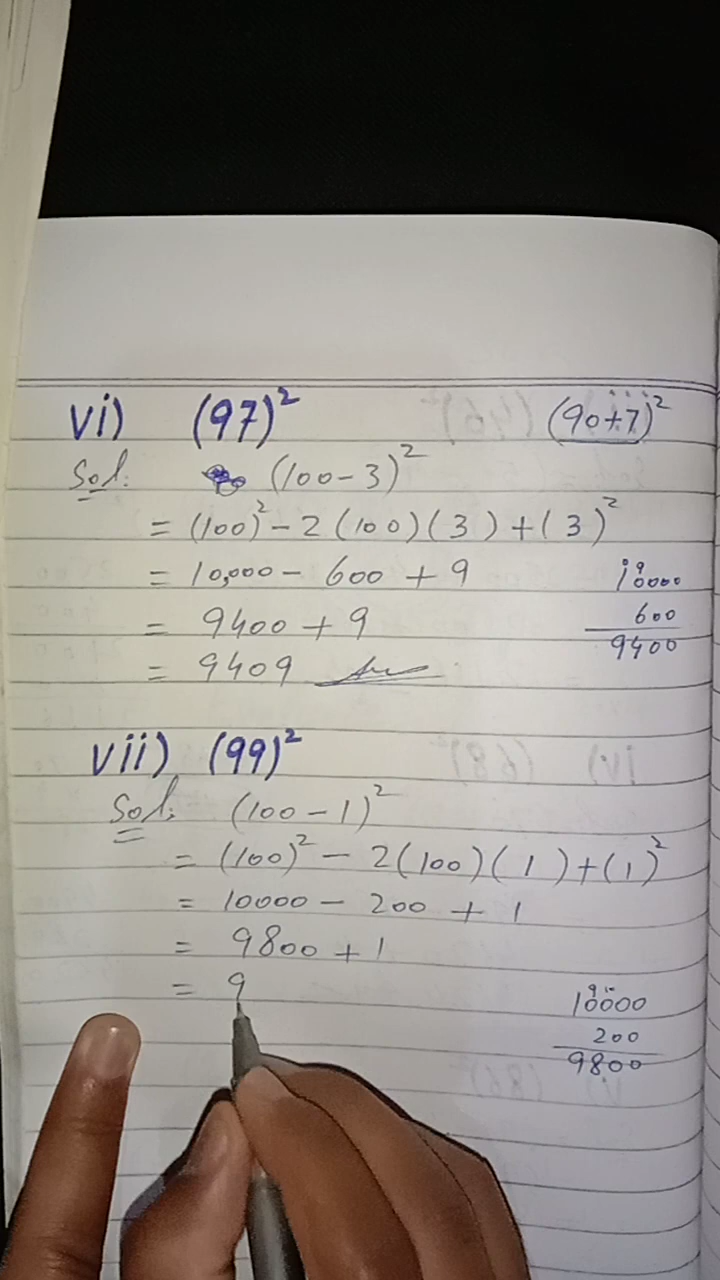 vi) (97)² (90+7)²
Sol: (100-3)²
= (100)² - 2(100)(3) + (3)²
= 10,000 - 600 + 9
= 9400 + 9
= 9409 Ans
10000
600
9400
vii) (99)²
Sol: (100-1)²
= (100)² - 2(100)(1) + (1)²
= 10000 - 200 + 1
= 9800 + 1
= 9
10000
200
9800